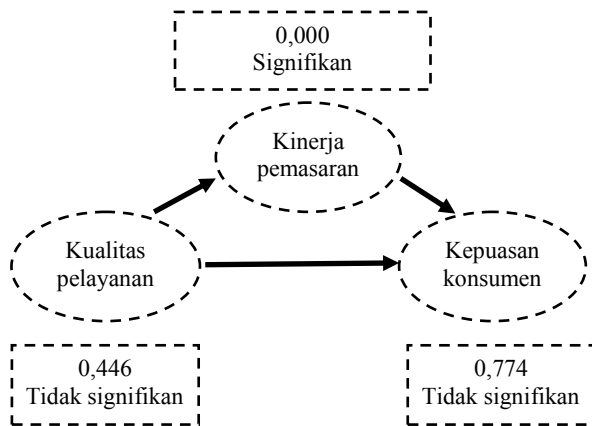 0,000
Signifikan
Kinerja
pemasaran
Kualitas
pelayanan
Kepuasan
konsumen
0,446
Tidak signifikan
0,774
Tidak signifikan